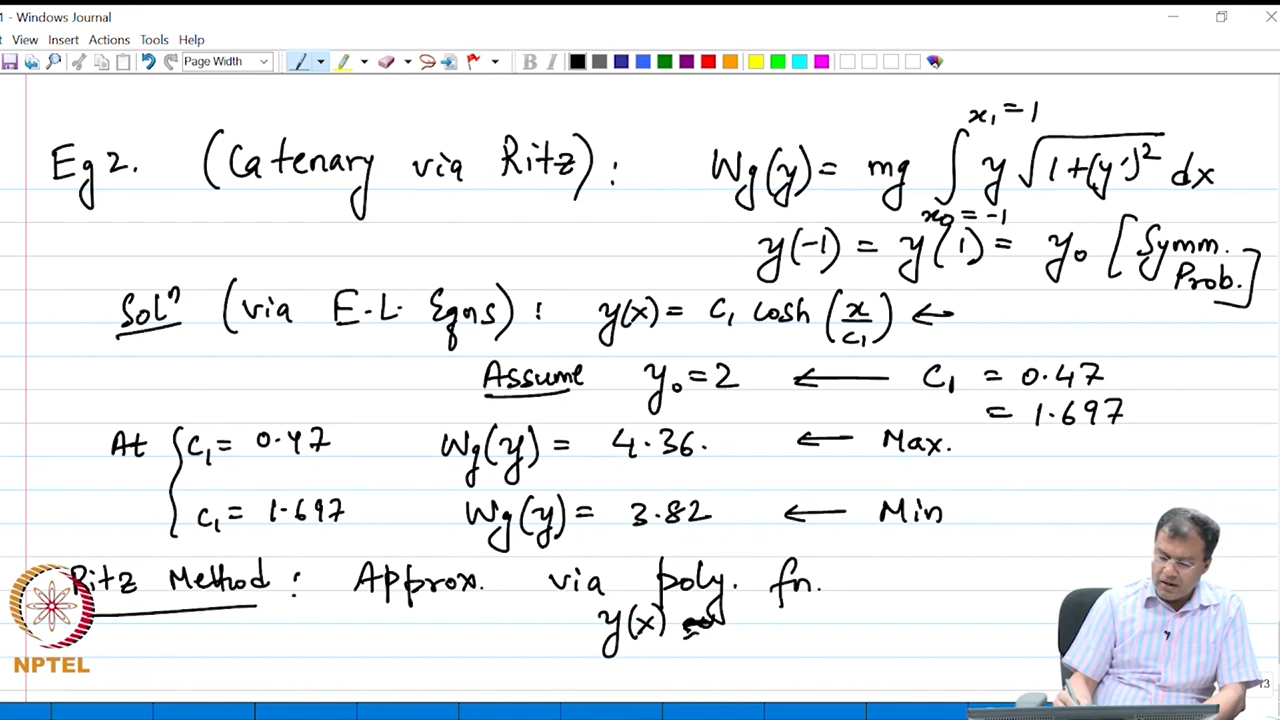 1 - Windows Journal
View Insert Actions Tools Help
Page Width
B I
Eg 2. (Catenary via Ritz) : Wg(y) = mg ∫_{x₀ = -1}^{x₁ = 1} y √(1+(y')²) dx
y(-1) = y(1) = y₀ [Symm. Prob.]
Solⁿ (via E.L. Eqns) : y(x) = C₁ cosh (x/C₁) ←
Assume y₀ = 2 ← C₁ = 0.47
= 1.697
At { C₁ = 0.47 Wg(y) = 4.36. ← Max.
C₁ = 1.697 Wg(y) = 3.82 ← Min
Ritz Method : Approx. via poly. fn.
y(x)
NPTEL
13